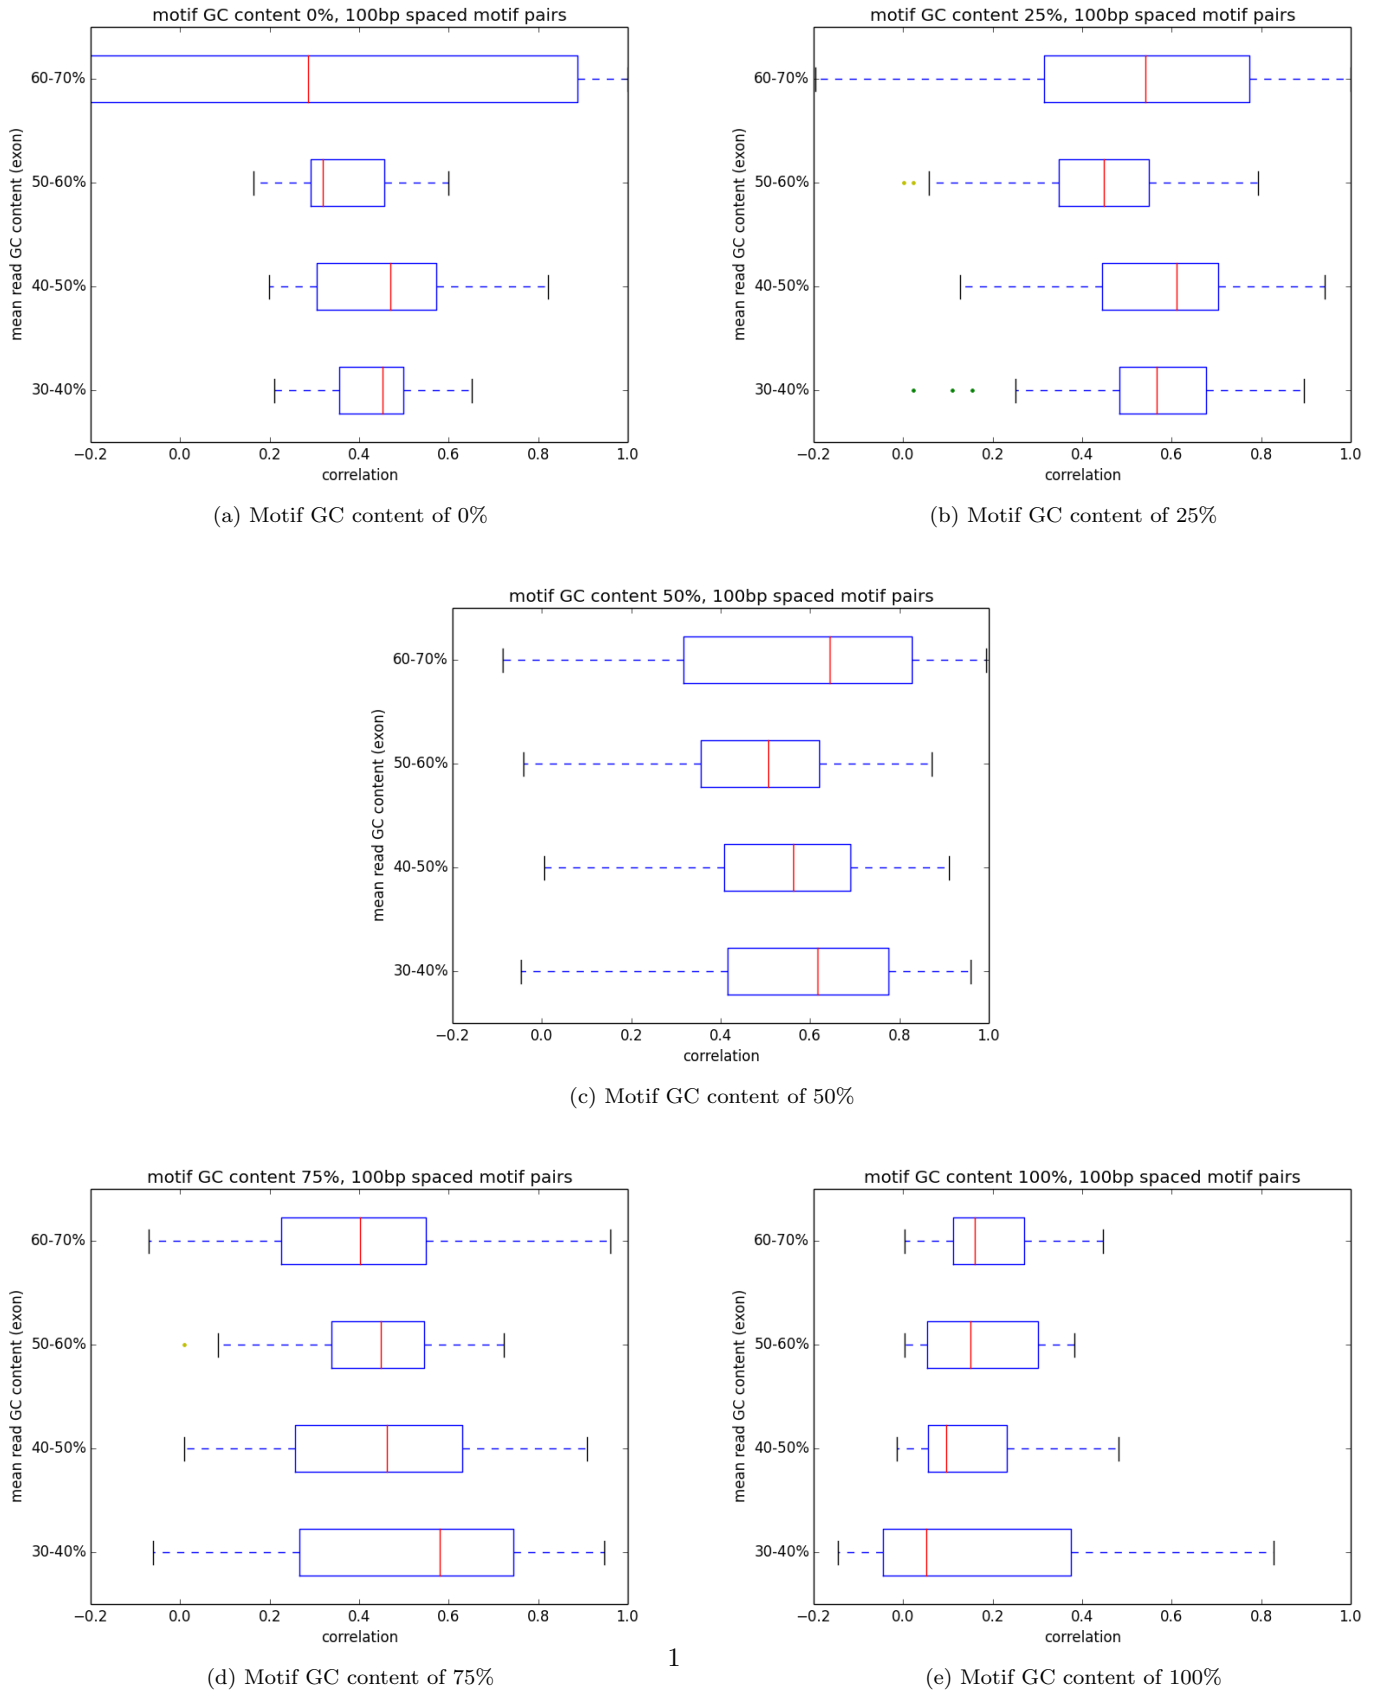 motif GC content 0%, 100bp spaced motif pairs
mean read GC content (exon)
60-70%
50-60%
40-50%
30-40%
−0.2 0.0 0.2 0.4 0.6 0.8 1.0
correlation
(a) Motif GC content of 0%
motif GC content 25%, 100bp spaced motif pairs
mean read GC content (exon)
60-70%
50-60%
40-50%
30-40%
−0.2 0.0 0.2 0.4 0.6 0.8 1.0
correlation
(b) Motif GC content of 25%
motif GC content 50%, 100bp spaced motif pairs
mean read GC content (exon)
60-70%
50-60%
40-50%
30-40%
−0.2 0.0 0.2 0.4 0.6 0.8 1.0
correlation
(c) Motif GC content of 50%
motif GC content 75%, 100bp spaced motif pairs
mean read GC content (exon)
60-70%
50-60%
40-50%
30-40%
−0.2 0.0 0.2 0.4 0.6 0.8 1.0
correlation
(d) Motif GC content of 75%
motif GC content 100%, 100bp spaced motif pairs
mean read GC content (exon)
60-70%
50-60%
40-50%
30-40%
−0.2 0.0 0.2 0.4 0.6 0.8 1.0
correlation
(e) Motif GC content of 100%
1